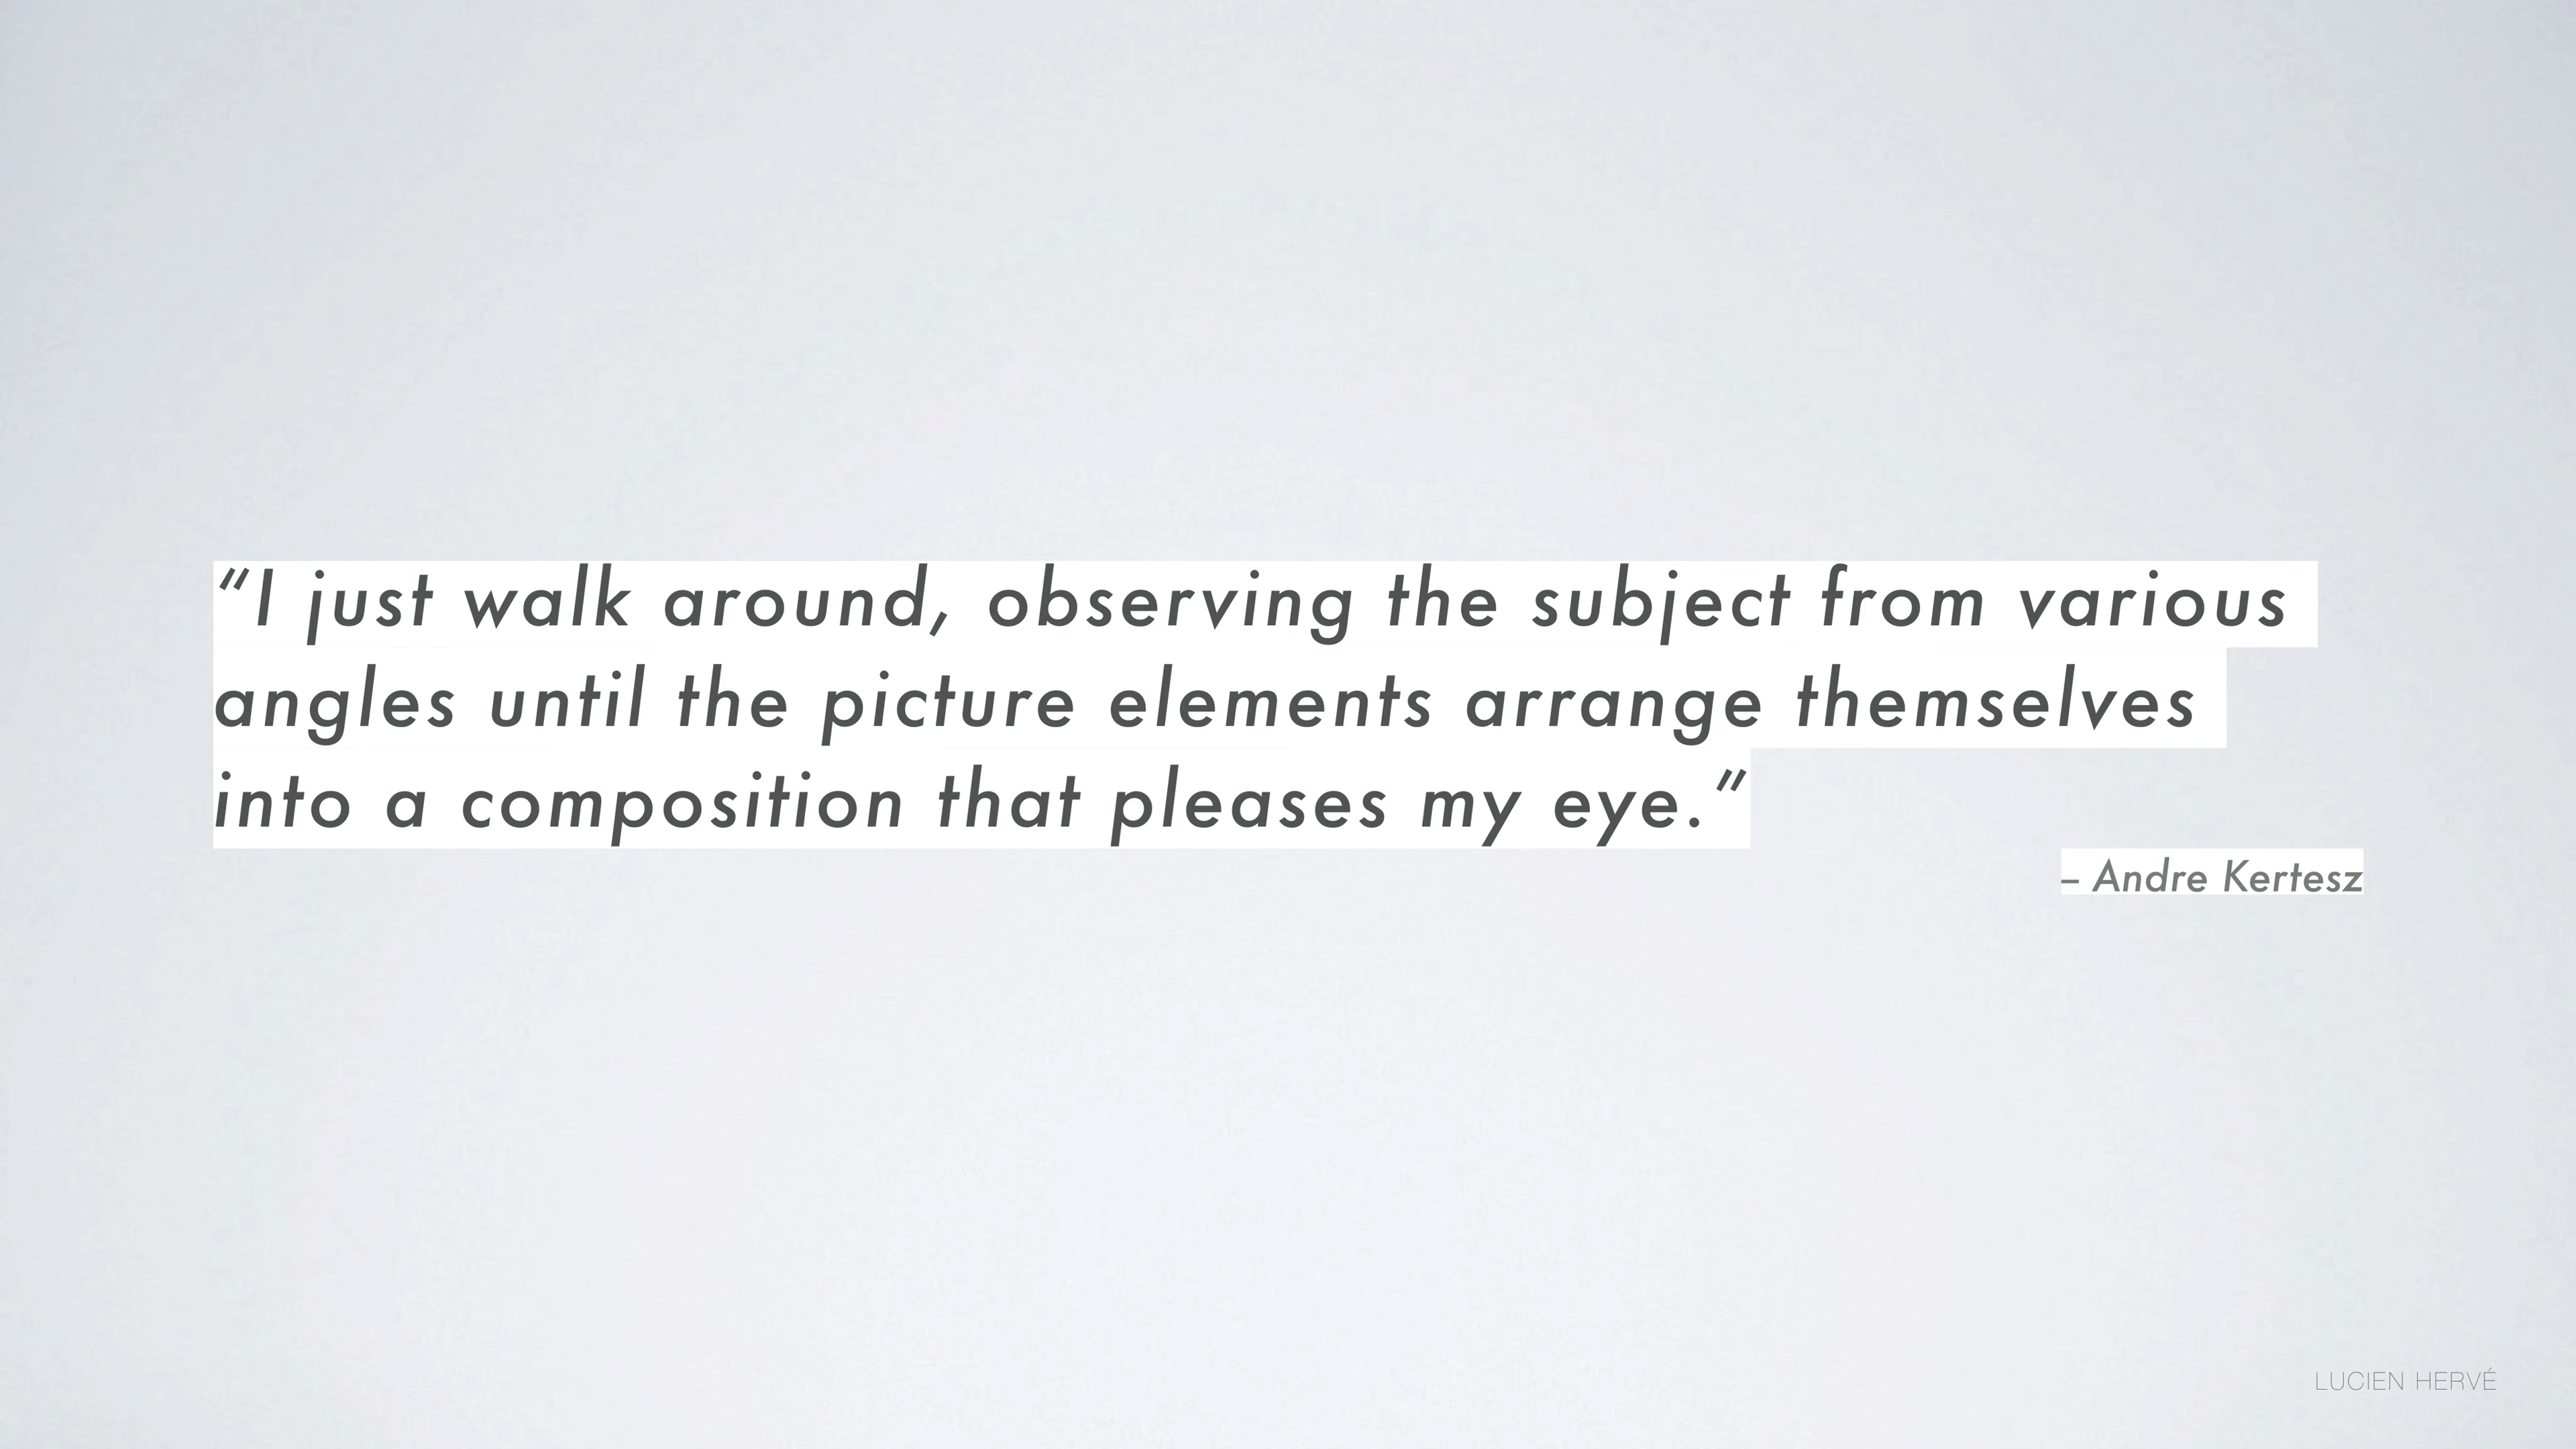 “I just walk around, observing the subject from various
angles until the picture elements arrange themselves
into a composition that pleases my eye.”
– Andre Kertesz
LUCIEN HERVÉ